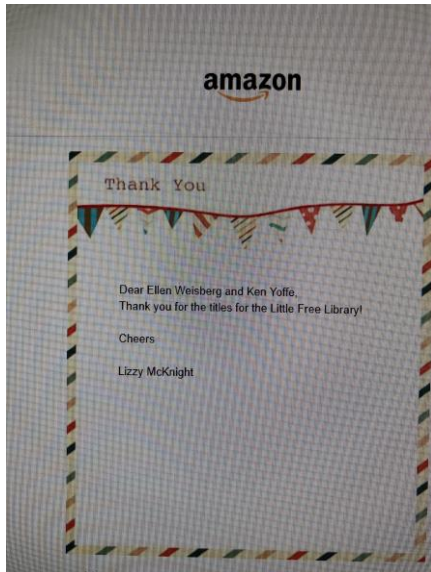 amazon
Thank You
Dear Ellen Weisberg and Ken Yoffe,
Thank you for the titles for the Little Free Library!
Cheers
Lizzy McKnight